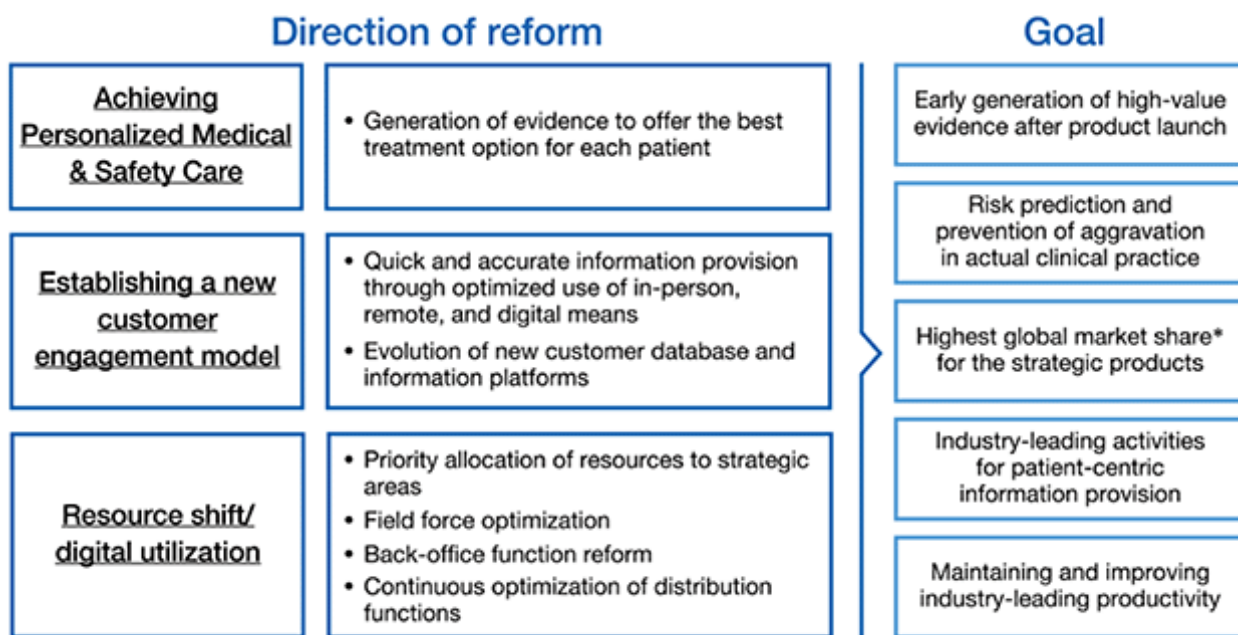 Direction of reform
Goal
Achieving
Personalized Medical
& Safety Care
• Generation of evidence to offer the best
treatment option for each patient
Establishing a new
customer
engagement model
• Quick and accurate information provision
through optimized use of in-person,
remote, and digital means
• Evolution of new customer database and
information platforms
Resource shift/
digital utilization
• Priority allocation of resources to strategic
areas
• Field force optimization
• Back-office function reform
• Continuous optimization of distribution
functions
Early generation of high-value
evidence after product launch
Risk prediction and
prevention of aggravation
in actual clinical practice
Highest global market share*
for the strategic products
Industry-leading activities
for patient-centric
information provision
Maintaining and improving
industry-leading productivity